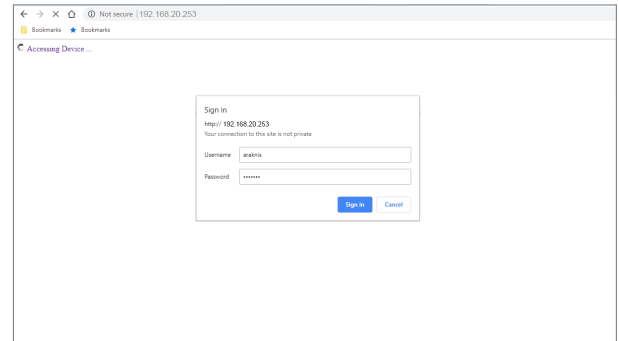 Not secure | 192.168.20.253
Bookmarks Bookmarks
Accessing Device ...
Sign in
http:// 192.168.20.253
Your connection to this site is not private
Username araknis
Password •••••••
Sign in Cancel